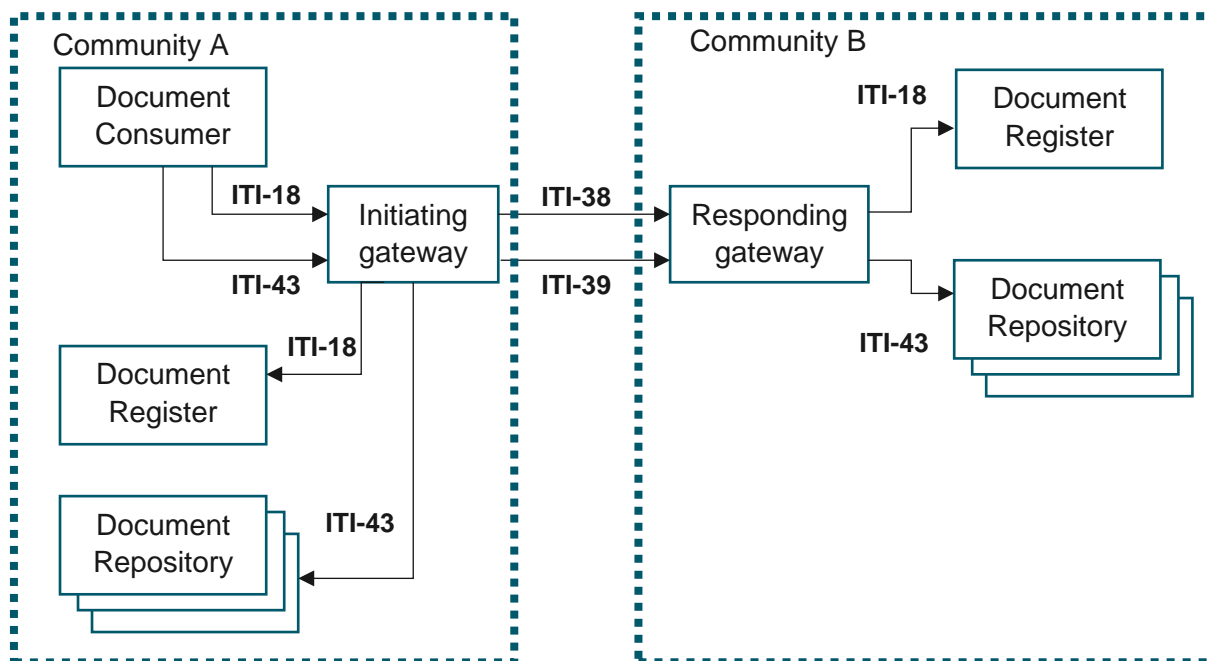 Community A
Document
Consumer
ITI-18
Initiating
gateway
ITI-43
ITI-18
Document
Register
Document
Repository
ITI-43
ITI-38
ITI-39
Community B
Responding
gateway
ITI-18
Document
Register
Document
Repository
ITI-43